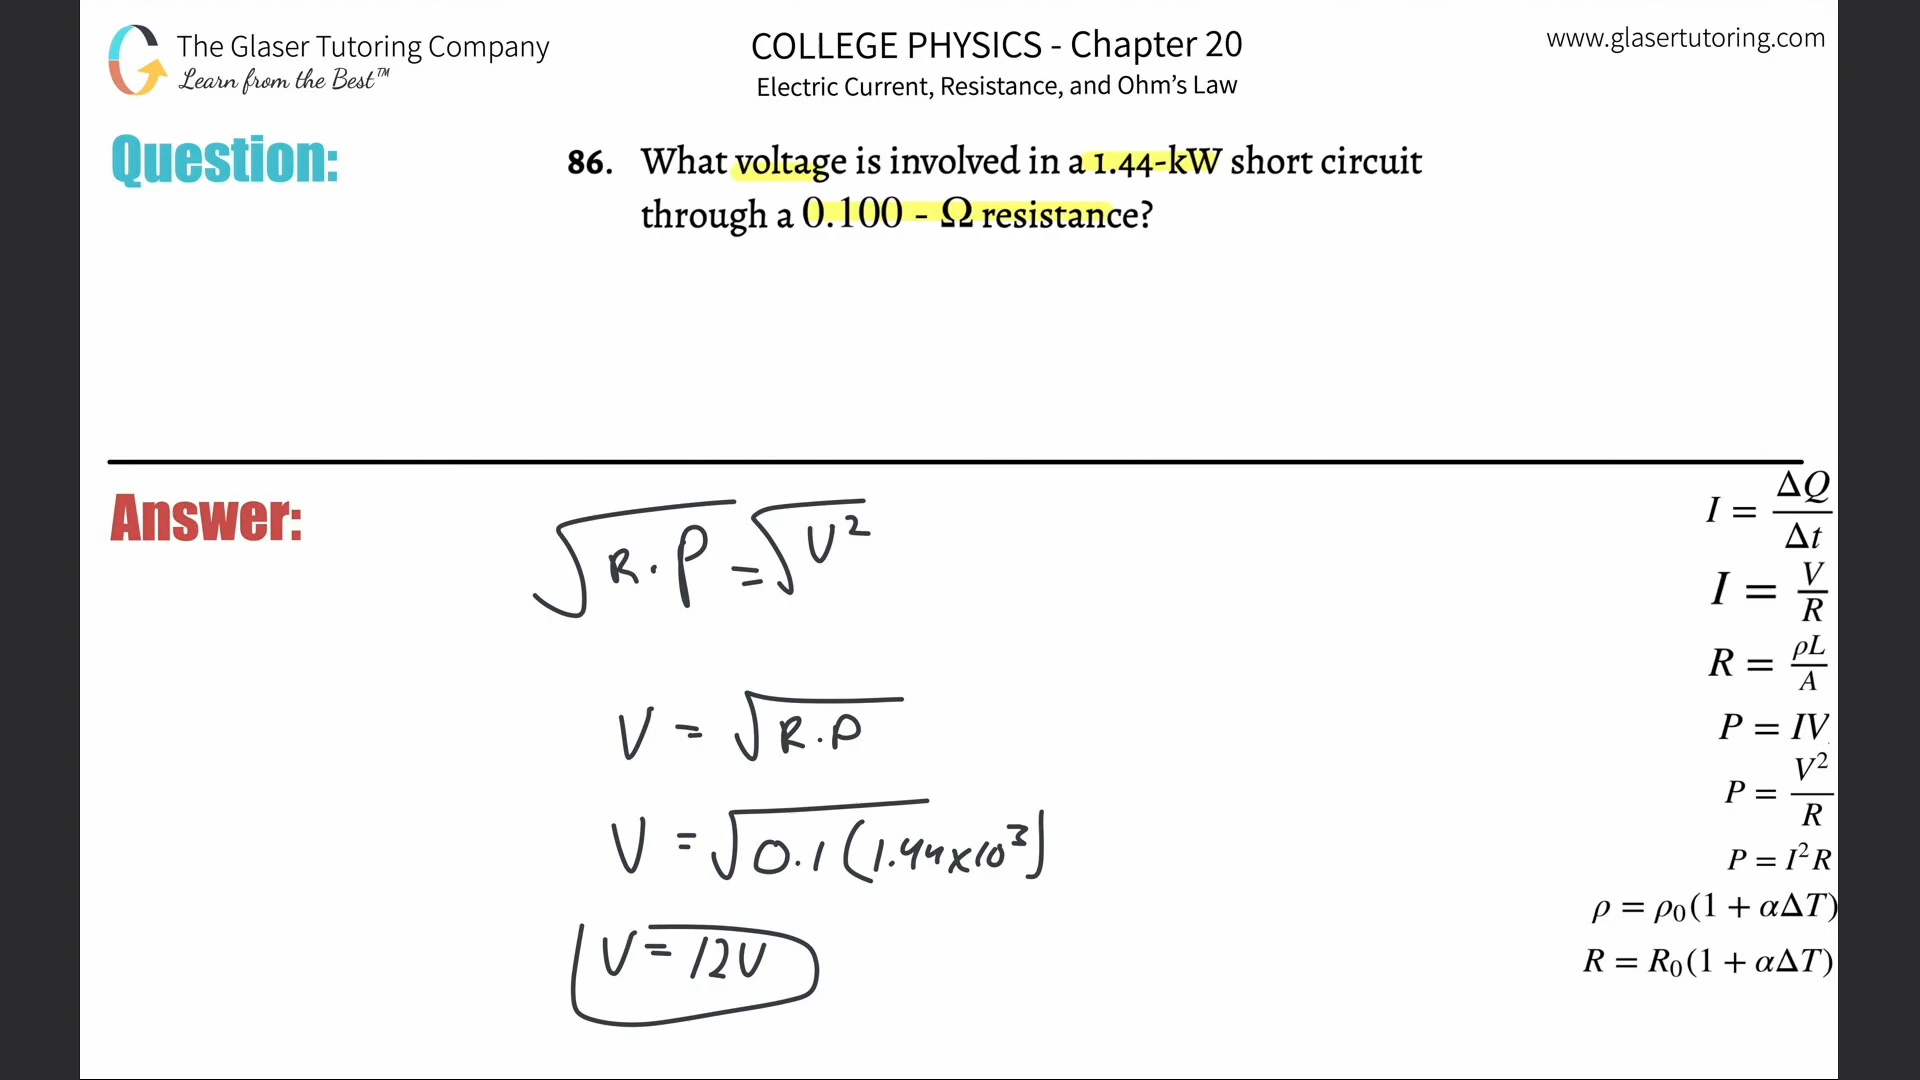 The Glaser Tutoring Company
Learn from the Best™
COLLEGE PHYSICS - Chapter 20
Electric Current, Resistance, and Ohm's Law
www.glasertutoring.com
Question:
86. What voltage is involved in a 1.44-kW short circuit
through a 0.100 - Ω resistance?
Answer:
√R.P = √V²
V = √R.P
V = √0.1(1.44x10³)
V = 12V
I = ΔQ/Δt
I = V/R
R = ρL/A
P = IV
P = V²/R
P = I²R
ρ = ρ₀(1 + αΔT)
R = R₀(1 + αΔT)